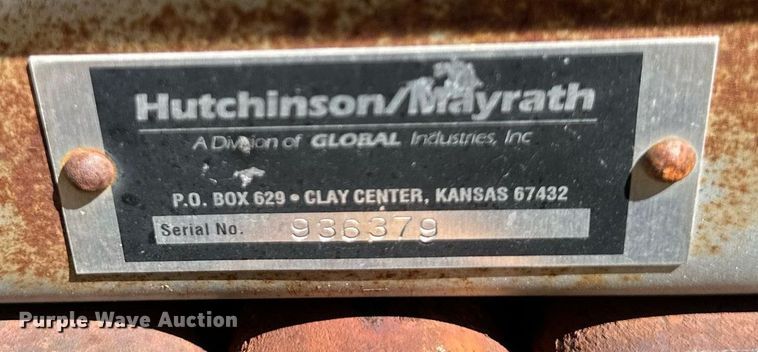 Hutchinson/Mayrath
A Division of GLOBAL Industries, Inc
P.O. BOX 629 • CLAY CENTER, KANSAS 67432
Serial No. 936379
Purple Wave Auction